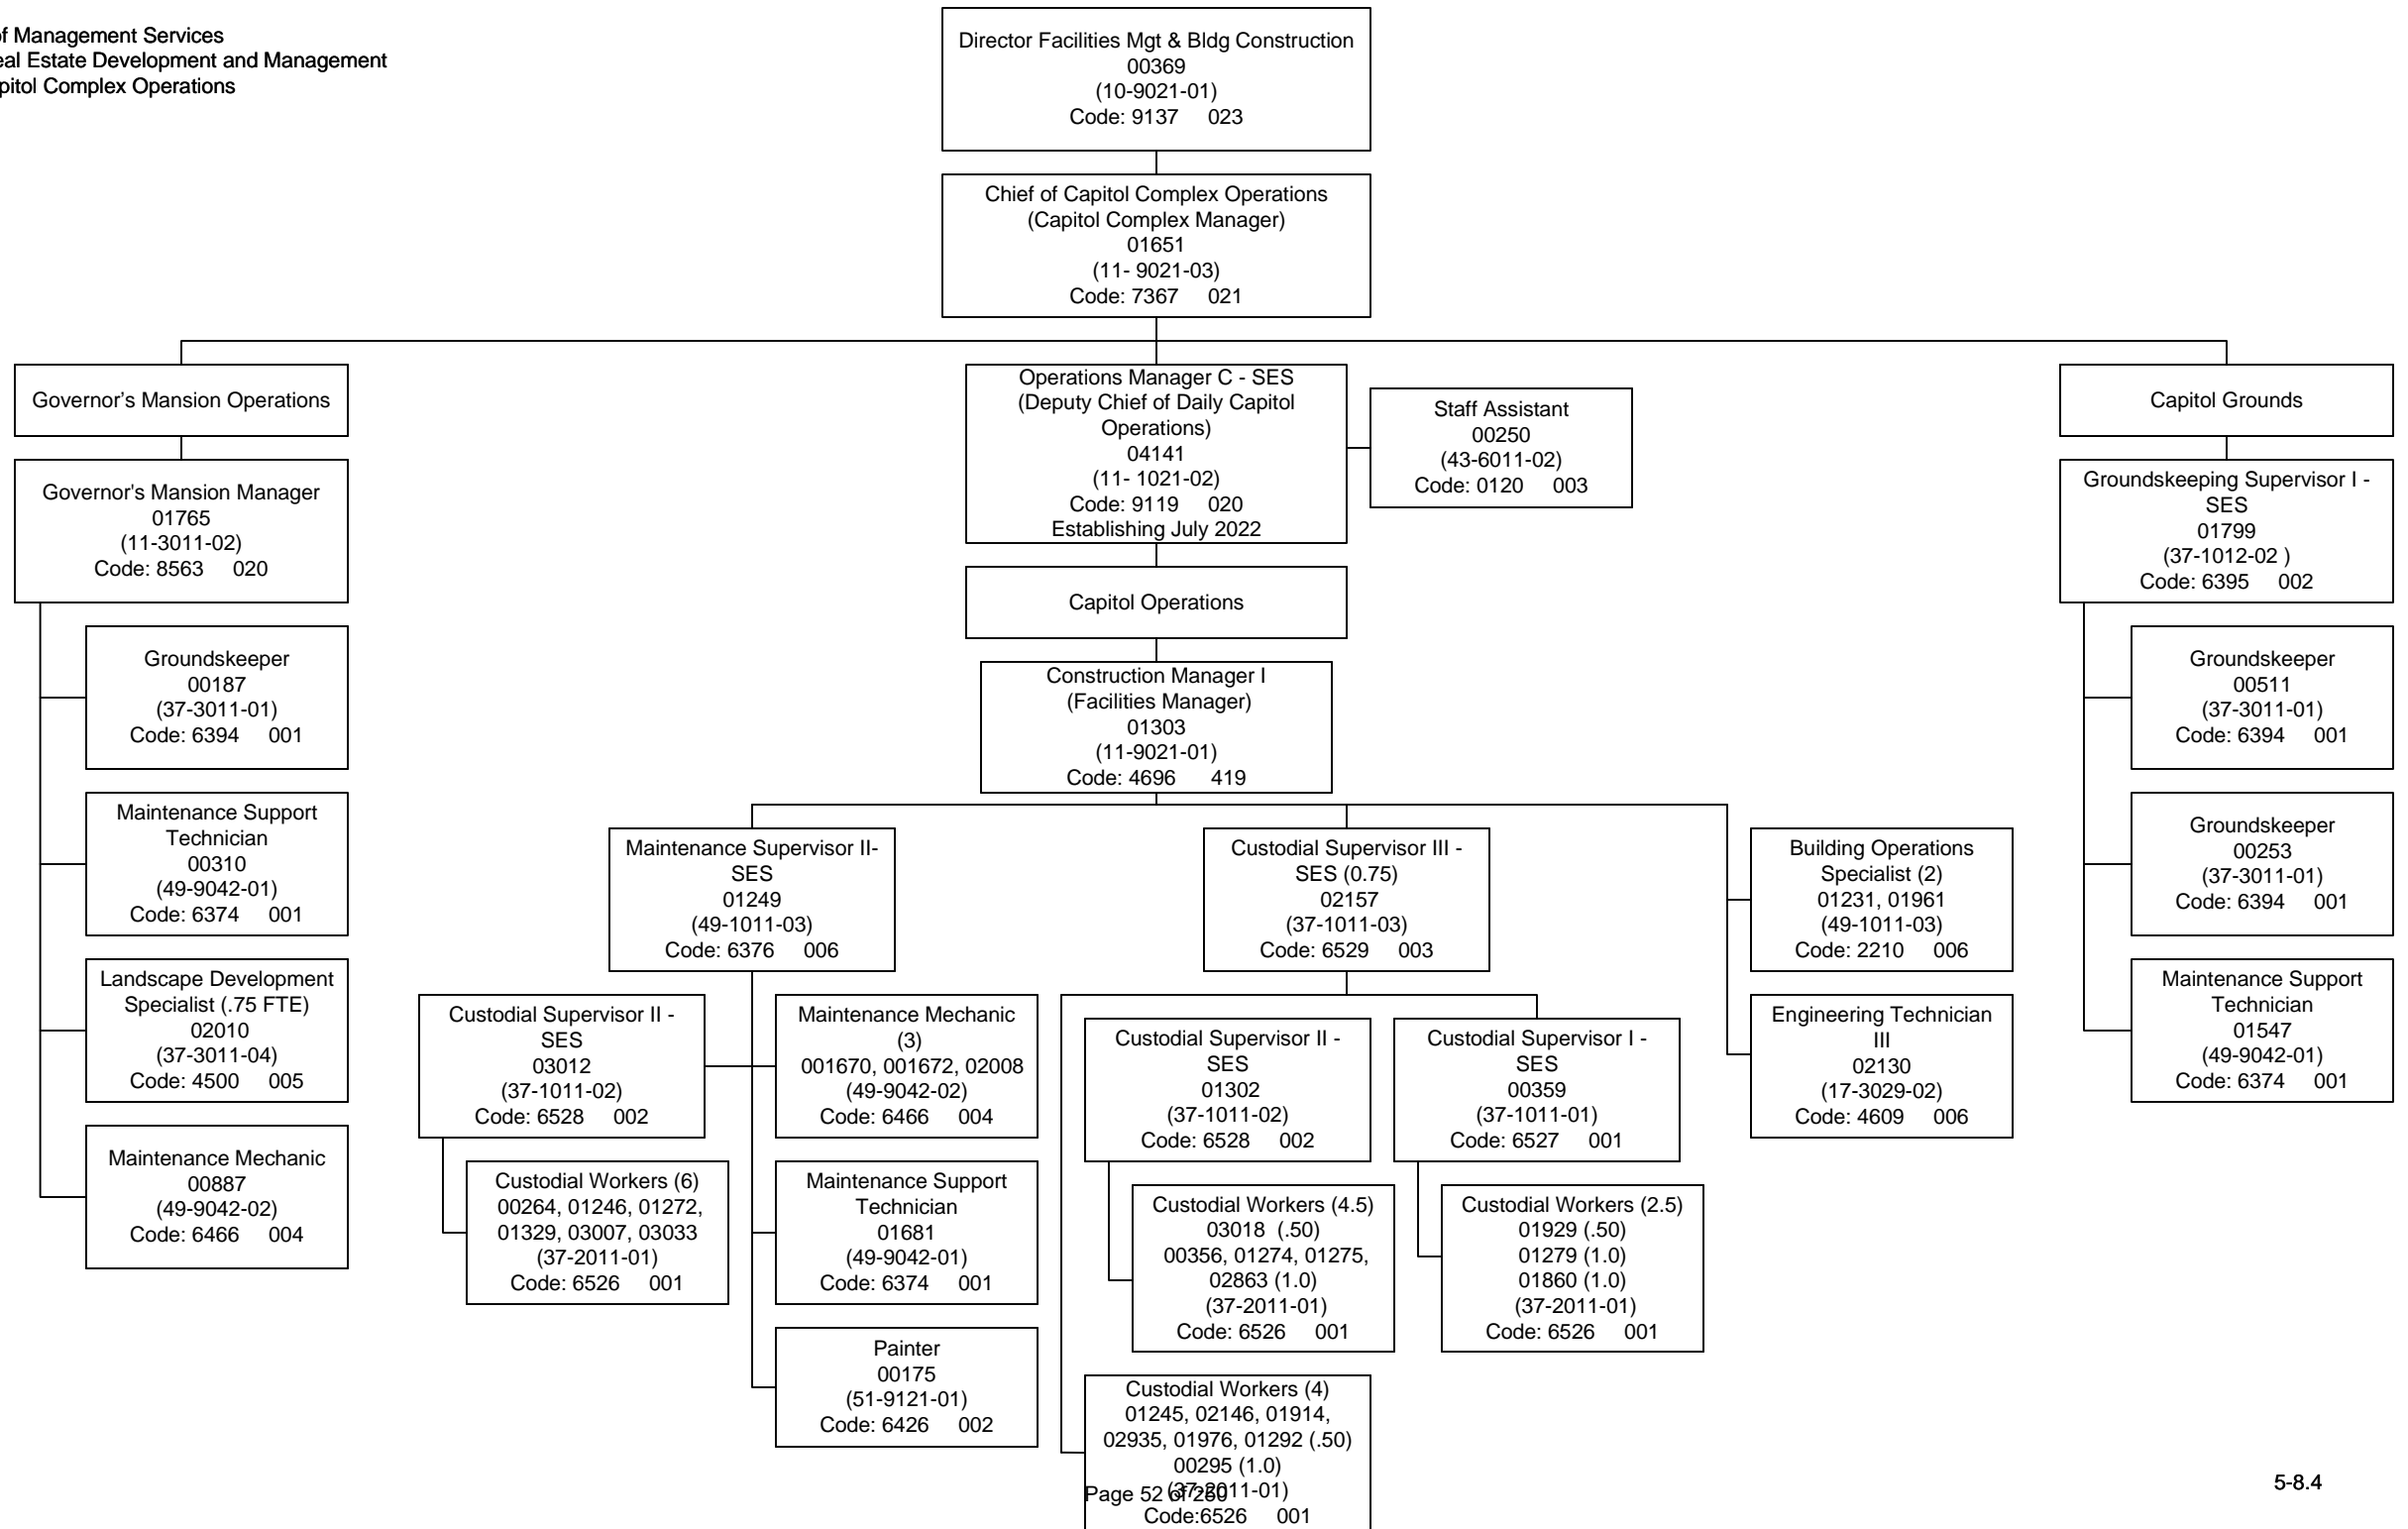 of Management Services
eal Estate Development and Management
pitol Complex Operations
Director Facilities Mgt & Bldg Construction
00369
(10-9021-01)
Code: 9137 023
Chief of Capitol Complex Operations
(Capitol Complex Manager)
01651
(11- 9021-03)
Code: 7367 021
Governor's Mansion Operations
Governor's Mansion Manager
01765
(11-3011-02)
Code: 8563 020
Groundskeeper
00187
(37-3011-01)
Code: 6394 001
Maintenance Support
Technician
00310
(49-9042-01)
Code: 6374 001
Landscape Development
Specialist (.75 FTE)
02010
(37-3011-04)
Code: 4500 005
Maintenance Mechanic
00887
(49-9042-02)
Code: 6466 004
Operations Manager C - SES
(Deputy Chief of Daily Capitol
Operations)
04141
(11- 1021-02)
Code: 9119 020
Establishing July 2022
Staff Assistant
00250
(43-6011-02)
Code: 0120 003
Capitol Operations
Construction Manager I
(Facilities Manager)
01303
(11-9021-01)
Code: 4696 419
Maintenance Supervisor II-
SES
01249
(49-1011-03)
Code: 6376 006
Custodial Supervisor II -
SES
03012
(37-1011-02)
Code: 6528 002
Custodial Workers (6)
00264, 01246, 01272,
01329, 03007, 03033
(37-2011-01)
Code: 6526 001
Maintenance Mechanic
(3)
001670, 001672, 02008
(49-9042-02)
Code: 6466 004
Maintenance Support
Technician
01681
(49-9042-01)
Code: 6374 001
Painter
00175
(51-9121-01)
Code: 6426 002
Custodial Supervisor III -
SES (0.75)
02157
(37-1011-03)
Code: 6529 003
Custodial Supervisor II -
SES
01302
(37-1011-02)
Code: 6528 002
Custodial Workers (4.5)
03018 (.50)
00356, 01274, 01275,
02863 (1.0)
(37-2011-01)
Code: 6526 001
Custodial Supervisor I -
SES
00359
(37-1011-01)
Code: 6527 001
Custodial Workers (2.5)
01929 (.50)
01279 (1.0)
01860 (1.0)
(37-2011-01)
Code: 6526 001
Custodial Workers (4)
01245, 02146, 01914,
02935, 01976, 01292 (.50)
00295 (1.0)
(37-2011-01)
Code:6526 001
Building Operations
Specialist (2)
01231, 01961
(49-1011-03)
Code: 2210 006
Engineering Technician
III
02130
(17-3029-02)
Code: 4609 006
Capitol Grounds
Groundskeeping Supervisor I -
SES
01799
(37-1012-02 )
Code: 6395 002
Groundskeeper
00511
(37-3011-01)
Code: 6394 001
Groundskeeper
00253
(37-3011-01)
Code: 6394 001
Maintenance Support
Technician
01547
(49-9042-01)
Code: 6374 001
Page 52 of 280
5-8.4